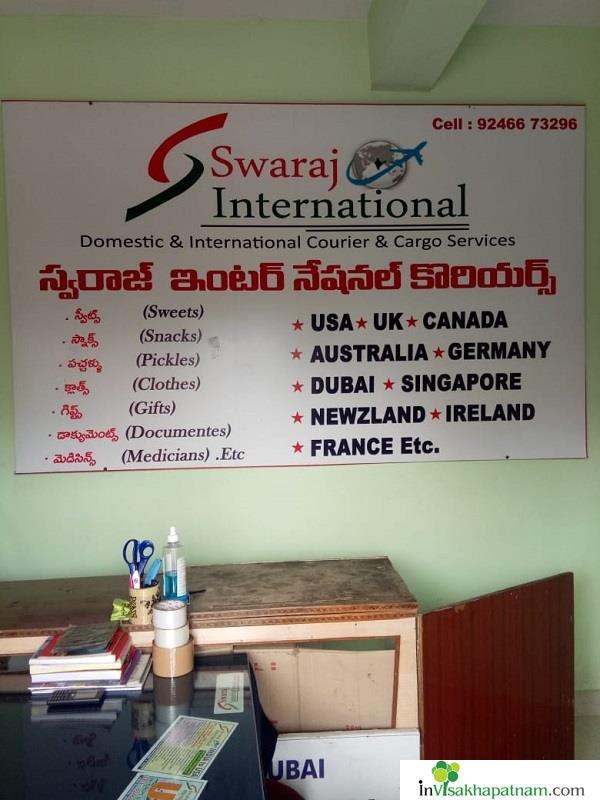 Cell : 92466 73296
Swaraj
International
Domestic & International Courier & Cargo Services
స్వరాజ్ ఇంటర్ నేషనల్ కొరియర్స్
. స్వీట్స్ (Sweets)
. స్నాక్స్ (Snacks)
. పచ్చళ్ళు (Pickles)
. క్లాత్స్ (Clothes)
. గిఫ్ట్స్ (Gifts)
. డాక్యుమెంట్స్ (Documentes)
. మెడిసిన్స్ (Medicians) .Etc
★ USA ★ UK ★ CANADA
★ AUSTRALIA ★ GERMANY
★ DUBAI ★ SINGAPORE
★ NEWZLAND ★ IRELAND
★ FRANCE Etc.
Swaraj
UBAI
inVisakhapatnam.com